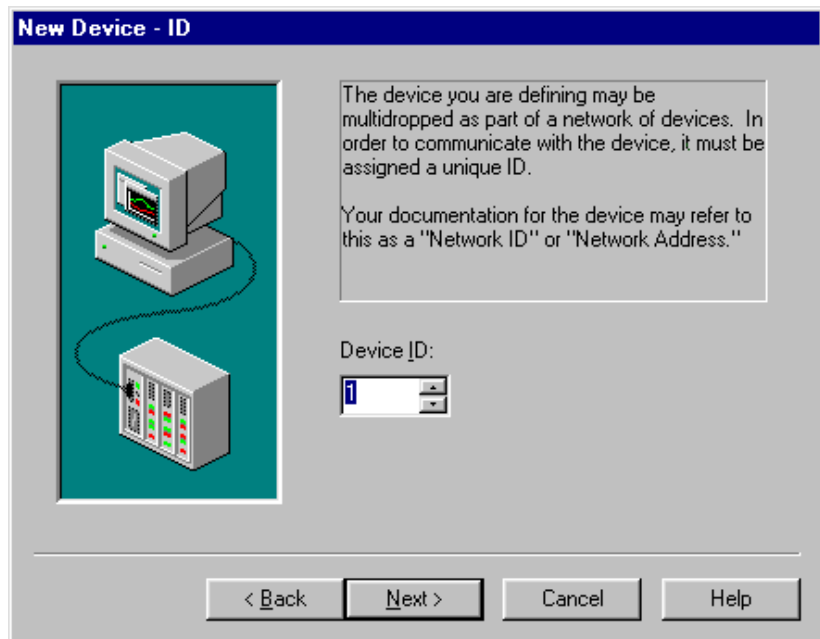 New Device - ID
The device you are defining may be
multidropped as part of a network of devices.  In
order to communicate with the device, it must be
assigned a unique ID.
Your documentation for the device may refer to
this as a "Network ID" or "Network Address."
Device ID:
1
< Back
Next >
Cancel
Help